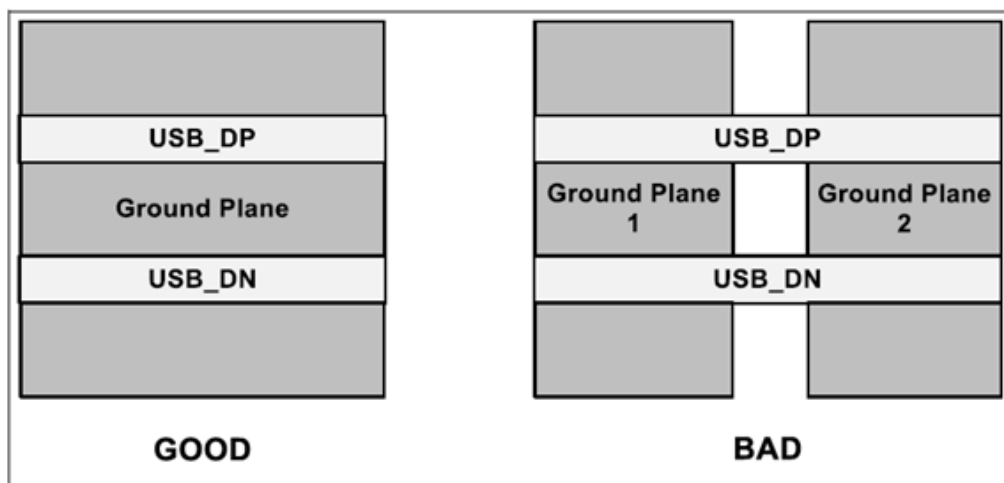 USB_DP
Ground Plane
USB_DN
GOOD
USB_DP
Ground Plane
1
Ground Plane
2
USB_DN
BAD